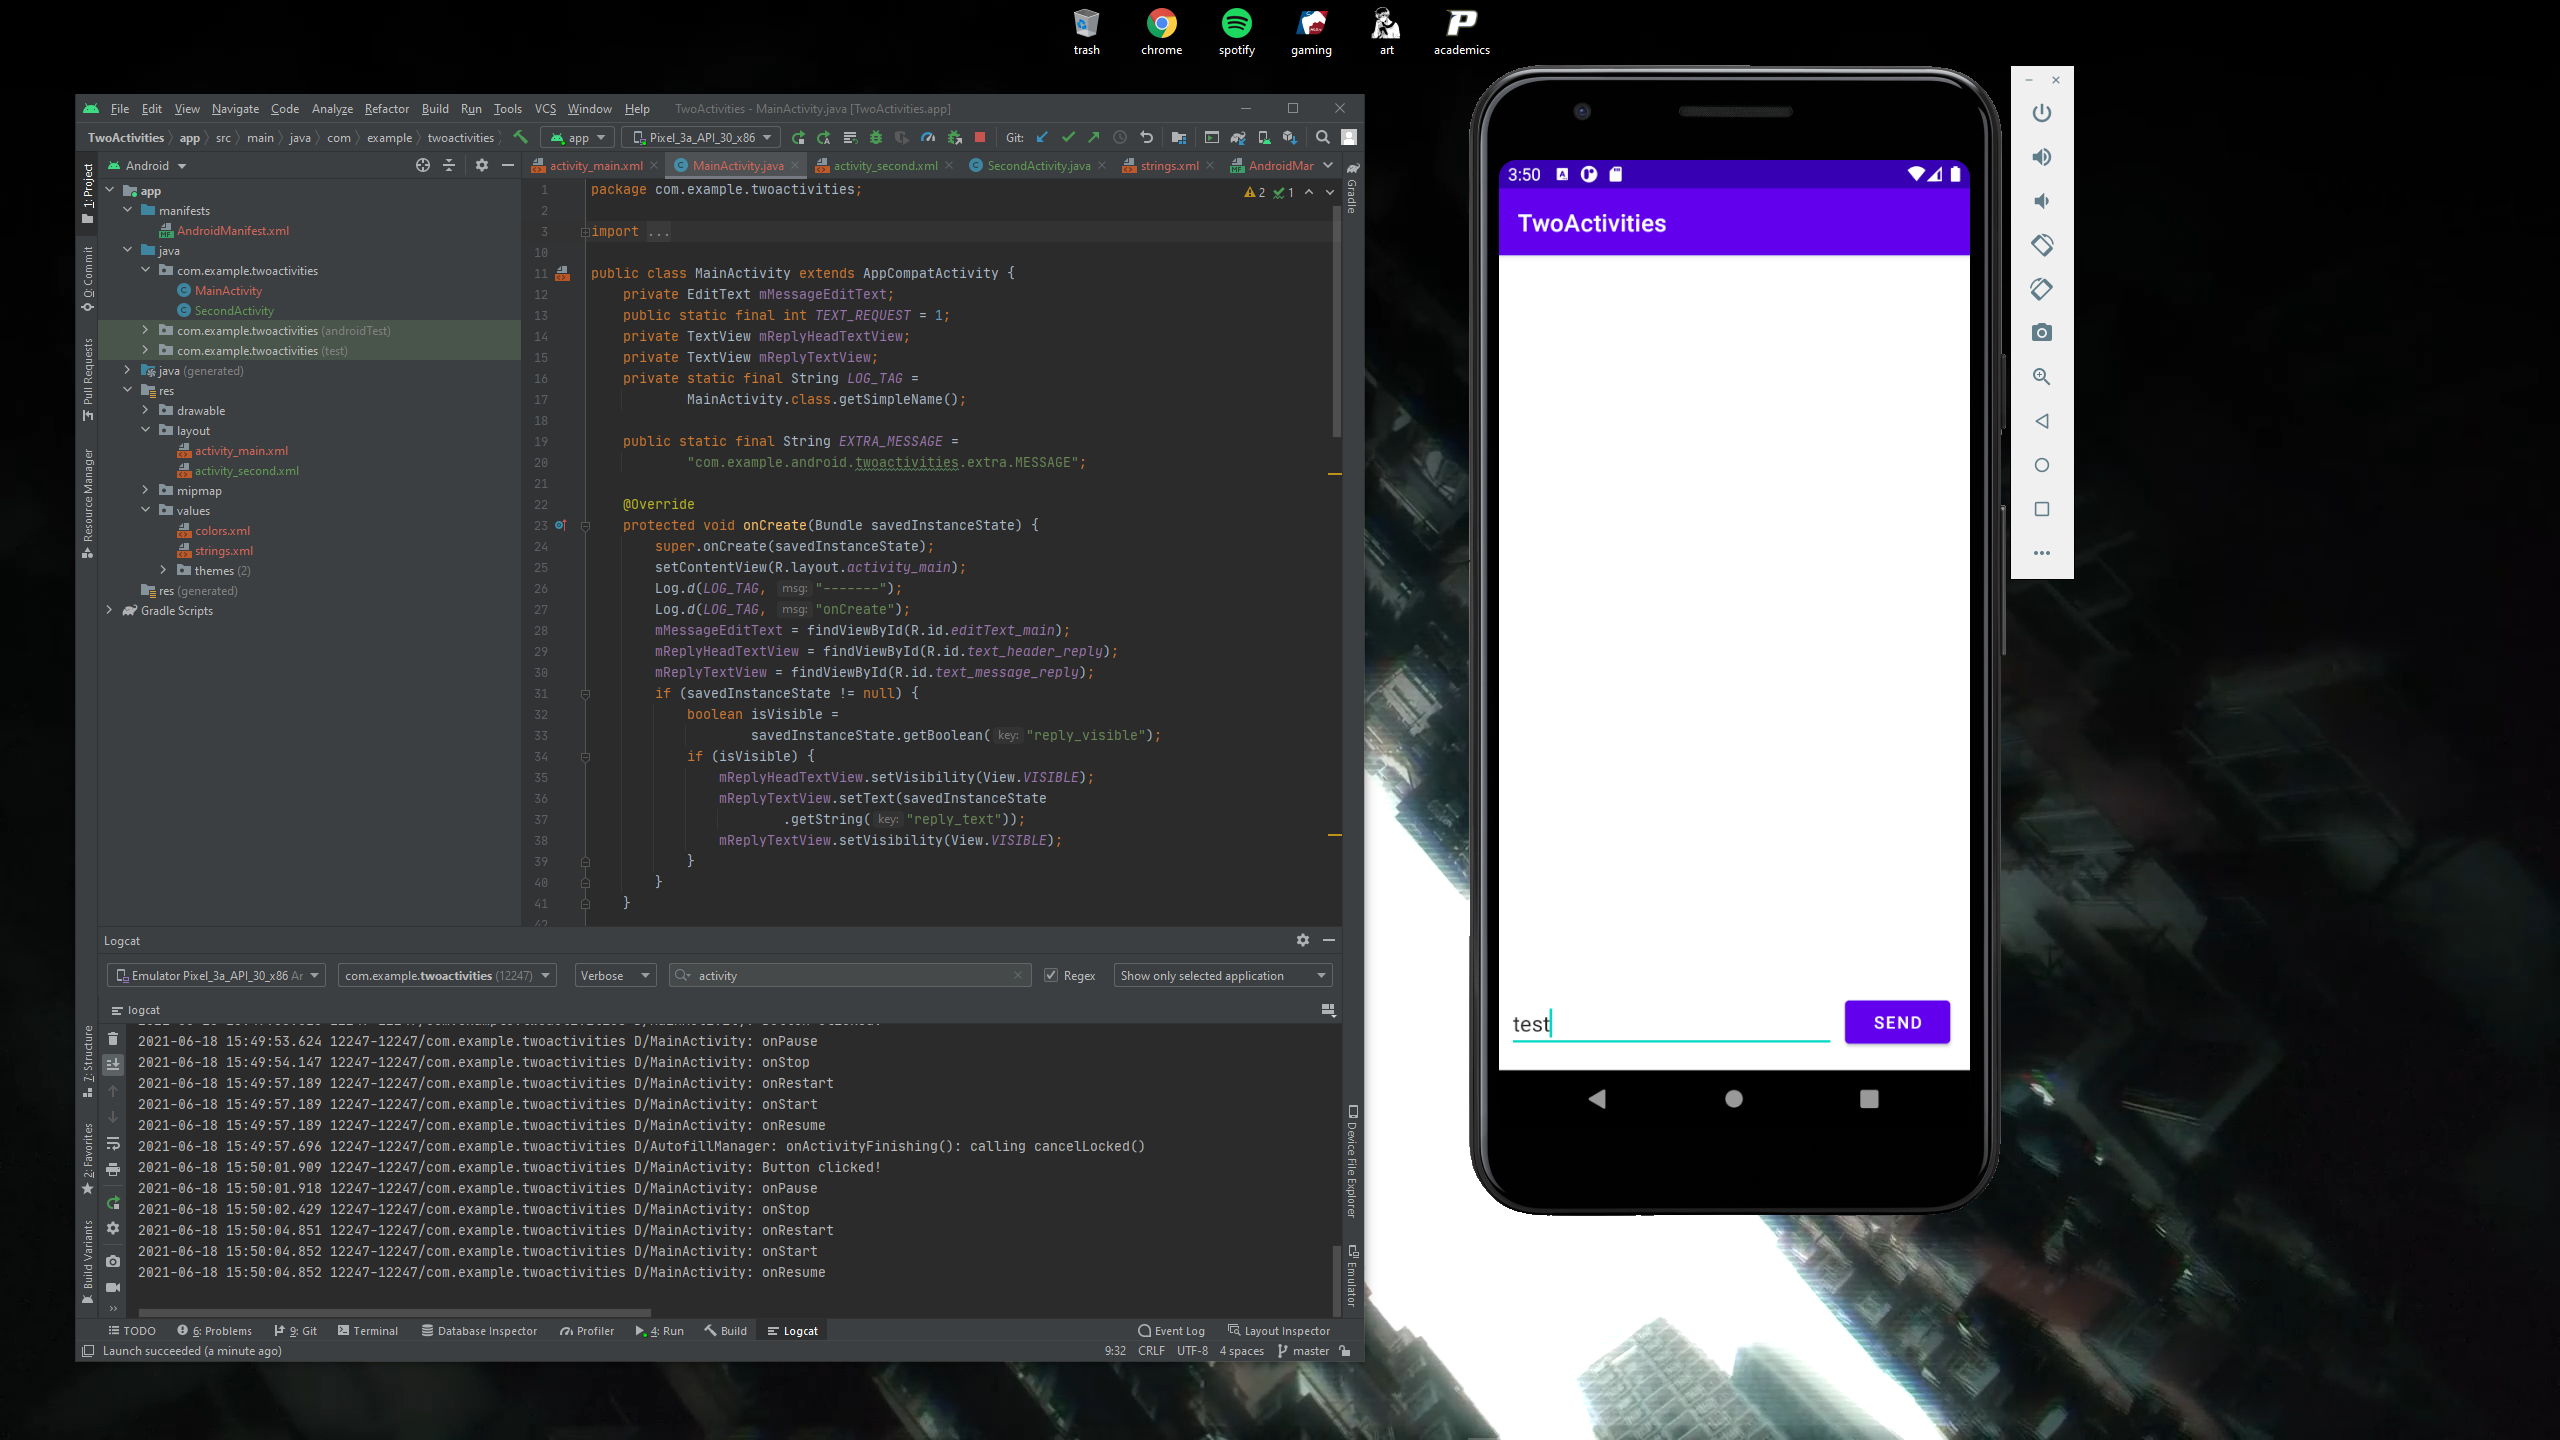 trash
chrome
spotify
gaming
art
academics
File Edit View Navigate Code Analyze Refactor Build Run Tools VCS Window Help TwoActivities - MainActivity.java [TwoActivities.app]
TwoActivities app src main java com example twoactivities app Pixel_3a_API_30_x86 Git:
Android
activity_main.xml MainActivity.java activity_second.xml SecondActivity.java strings.xml AndroidMar
1: Project
0: Commit
Pull Requests
Resource Manager
7: Structure
2: Favorites
Build Variants
Gradle
Device File Explorer
Emulator
app
manifests
AndroidManifest.xml
java
com.example.twoactivities
MainActivity
SecondActivity
com.example.twoactivities (androidTest)
com.example.twoactivities (test)
java (generated)
res
drawable
layout
activity_main.xml
activity_second.xml
mipmap
values
colors.xml
strings.xml
themes (2)
res (generated)
Gradle Scripts
2 1
1 package com.example.twoactivities;
2
3 import ...
10
11 public class MainActivity extends AppCompatActivity {
12 private EditText mMessageEditText;
13 public static final int TEXT_REQUEST = 1;
14 private TextView mReplyHeadTextView;
15 private TextView mReplyTextView;
16 private static final String LOG_TAG =
17 MainActivity.class.getSimpleName();
18
19 public static final String EXTRA_MESSAGE =
20 "com.example.android.twoactivities.extra.MESSAGE";
21
22 @Override
23 protected void onCreate(Bundle savedInstanceState) {
24 super.onCreate(savedInstanceState);
25 setContentView(R.layout.activity_main);
26 Log.d(LOG_TAG, msg: "-------");
27 Log.d(LOG_TAG, msg: "onCreate");
28 mMessageEditText = findViewById(R.id.editText_main);
29 mReplyHeadTextView = findViewById(R.id.text_header_reply);
30 mReplyTextView = findViewById(R.id.text_message_reply);
31 if (savedInstanceState != null) {
32 boolean isVisible =
33 savedInstanceState.getBoolean( key: "reply_visible");
34 if (isVisible) {
35 mReplyHeadTextView.setVisibility(View.VISIBLE);
36 mReplyTextView.setText(savedInstanceState
37 .getString( key: "reply_text"));
38 mReplyTextView.setVisibility(View.VISIBLE);
39 }
40 }
41 }
42
Logcat
Emulator Pixel_3a_API_30_x86 Ar com.example.twoactivities (12247) Verbose activity Regex Show only selected application
logcat
2021-06-18 15:49:53.624 12247-12247/com.example.twoactivities D/MainActivity: onPause
2021-06-18 15:49:54.147 12247-12247/com.example.twoactivities D/MainActivity: onStop
2021-06-18 15:49:57.189 12247-12247/com.example.twoactivities D/MainActivity: onRestart
2021-06-18 15:49:57.189 12247-12247/com.example.twoactivities D/MainActivity: onStart
2021-06-18 15:49:57.189 12247-12247/com.example.twoactivities D/MainActivity: onResume
2021-06-18 15:49:57.696 12247-12247/com.example.twoactivities D/AutofillManager: onActivityFinishing(): calling cancelLocked()
2021-06-18 15:50:01.909 12247-12247/com.example.twoactivities D/MainActivity: Button clicked!
2021-06-18 15:50:01.918 12247-12247/com.example.twoactivities D/MainActivity: onPause
2021-06-18 15:50:02.429 12247-12247/com.example.twoactivities D/MainActivity: onStop
2021-06-18 15:50:04.851 12247-12247/com.example.twoactivities D/MainActivity: onRestart
2021-06-18 15:50:04.852 12247-12247/com.example.twoactivities D/MainActivity: onStart
2021-06-18 15:50:04.852 12247-12247/com.example.twoactivities D/MainActivity: onResume
TODO 6: Problems 9: Git Terminal Database Inspector Profiler 4: Run Build Logcat Event Log Layout Inspector
Launch succeeded (a minute ago) 9:32 CRLF UTF-8 4 spaces master
3:50
TwoActivities
test
SEND